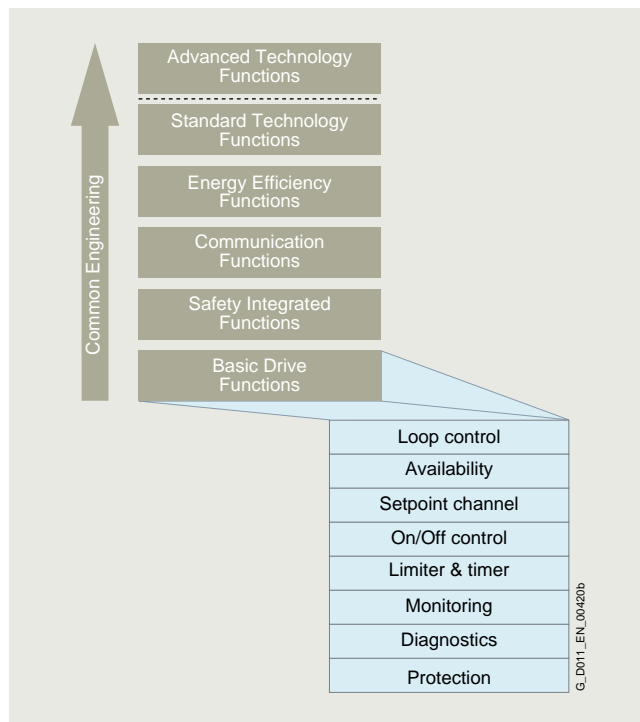 Advanced Technology
Functions
Standard Technology
Functions
Energy Efficiency
Functions
Communication
Functions
Safety Integrated
Functions
Basic Drive
Functions
Common Engineering
Loop control
Availability
Setpoint channel
On/Off control
Limiter & timer
Monitoring
Diagnostics
Protection
G_D011_EN_00420b